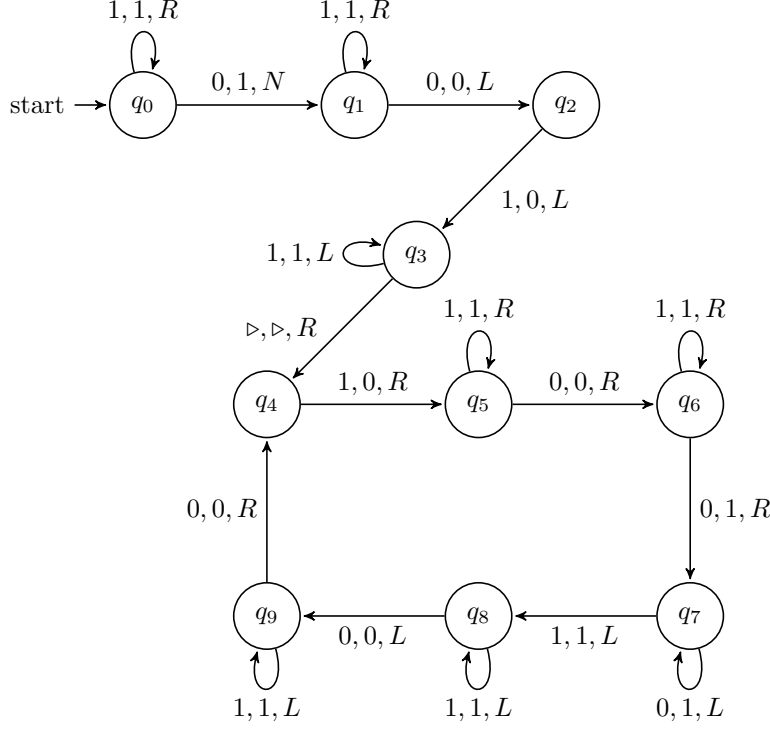 1, 1, R 1, 1, R
start q₀ 0, 1, N q₁ 0, 0, L q₂
1, 0, L
1, 1, L q₃
▷, ▷, R 1, 1, R 1, 1, R
q₄ 1, 0, R q₅ 0, 0, R q₆
0, 0, R 0, 1, R
q₉ 0, 0, L q₈ 1, 1, L q₇
1, 1, L 1, 1, L 0, 1, L